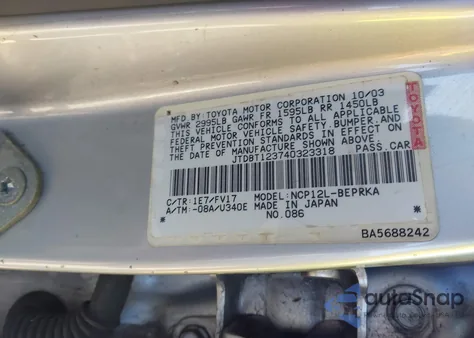 MFD BY TOYOTA MOTOR CORPORATION 10/03
GVWR 2995LB GAWR FR 1595LB RR 1450LB
THIS VEHICLE CONFORMS TO ALL APPLICABLE
FEDERAL MOTOR VEHICLE SAFETY, BUMPER, AND
THEFT PREVENTION STANDARDS IN EFFECT ON
THE DATE OF MANUFACTURE SHOWN ABOVE.
JTDBT123740323318 PASS.CAR
C/TR: 1E7/FV17 MODEL: NCP12L-BEPRKA
A/TM: -08A/U340E MADE IN JAPAN
NO.086
BA5688242
TOYOTA
autoSnap